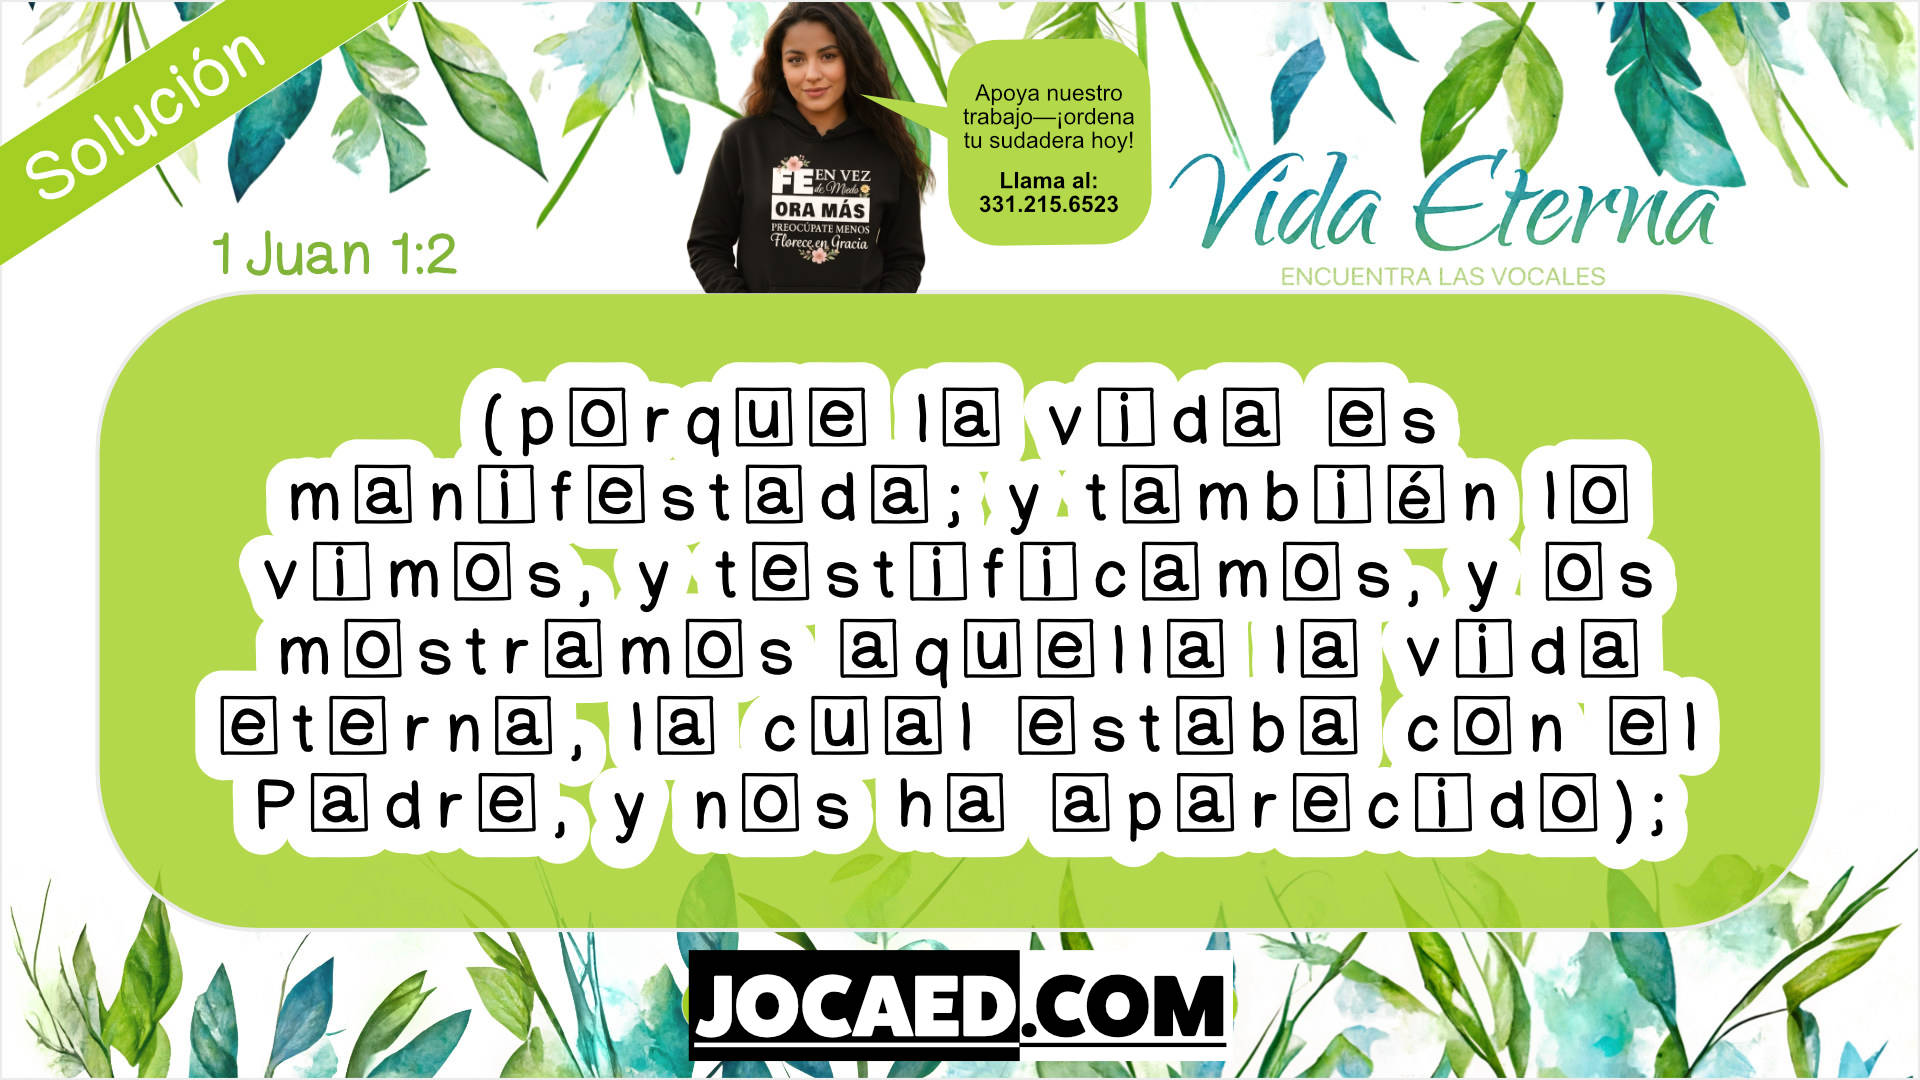 Solución
1 Juan 1:2
FE EN VEZ
de Miedo
ORA MÁS
PREOCÚPATE MENOS
Florece en Gracia
Apoya nuestro
trabajo—¡ordena
tu sudadera hoy!
Llama al:
331.215.6523
Vida Eterna
ENCUENTRA LAS VOCALES
(porque la vida es
manifestada; y también lo
vimos, y testificamos, y os
mostramos aquella la vida
eterna, la cual estaba con el
Padre, y nos ha aparecido);
JOCAED.COM